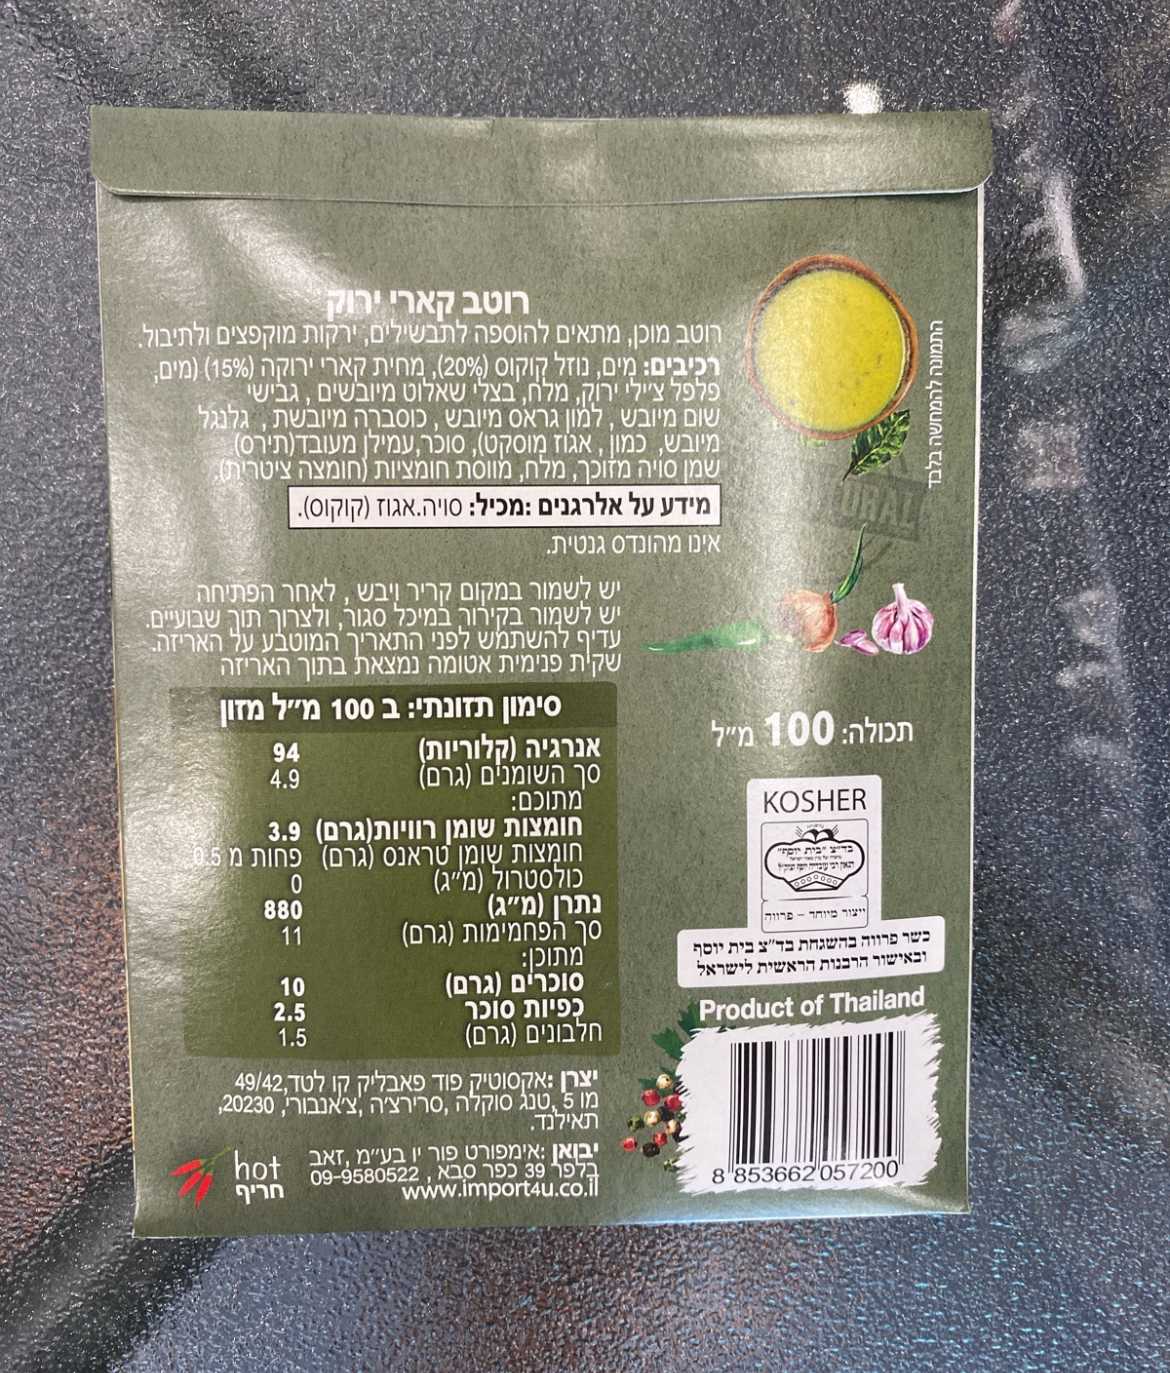 רוטב קארי ירוק
רוטב מוכן, מתאים להוספה לתבשילים, ירקות מוקפצים ולתיבול.
רכיבים: מים, נוזל קוקוס (20%), מחית קארי ירוקה (15%) (מים,
פלפל צ'ילי ירוק, מלח, בצלי שאלוט מיובשים , גבישי
שום מיובש , למון גראס מיובש , כוסברה מיובשת , גלנגל
מיובש, כמון , אגוז מוסקט), סוכר,עמילן מעובד(תירס)
שמן סויה מזוכך, מלח, מווסת חומציות (חומצה ציטרית).
מידע על אלרגנים :מכיל: סויה.אגוז (קוקוס).
אינו מהונדס גנטית.
יש לשמור במקום קריר ויבש , לאחר הפתיחה
יש לשמור בקירור במיכל סגור, ולצרוך תוך שבועיים.
עדיף להשתמש לפני התאריך המוטבע על האריזה.
שקית פנימית אטומה נמצאת בתוך האריזה
סימון תזונתי: ב 100 מ״ל מזון
אנרגיה (קלוריות) 94
סך השומנים (גרם) 4.9
מתוכם:
חומצות שומן רוויות(גרם) 3.9
חומצות שומן טראנס (גרם) פחות מ 0.5
כולסטרול (מ״ג) 0
נתרן (מ״ג) 880
סך הפחמימות (גרם) 11
מתוכן:
סוכרים (גרם) 10
כפיות סוכר 2.5
חלבונים (גרם) 1.5
יצרן :אקסוטיק פוד פאבליק קו לטד,49/42
מו 5 ,טנג סוקלה ,סרירצ'ה ,צ'אנבורי, 20230,
תאילנד.
יבואן :אימפורט פור יו בע״מ ,זאב
בלפר 39 כפר סבא , 09-9580522
www.import4u.co.il
hot
חריף
התמונה להמחשה בלבד
תכולה: 100 מ״ל
KOSHER
בד״צ ״בית יוסף״
ייצור מיוחד - פרווה
כשר פרווה בהשגחת בד״צ בית יוסף
ובאישור הרבנות הראשית לישראל
Product of Thailand
8 853662 057200